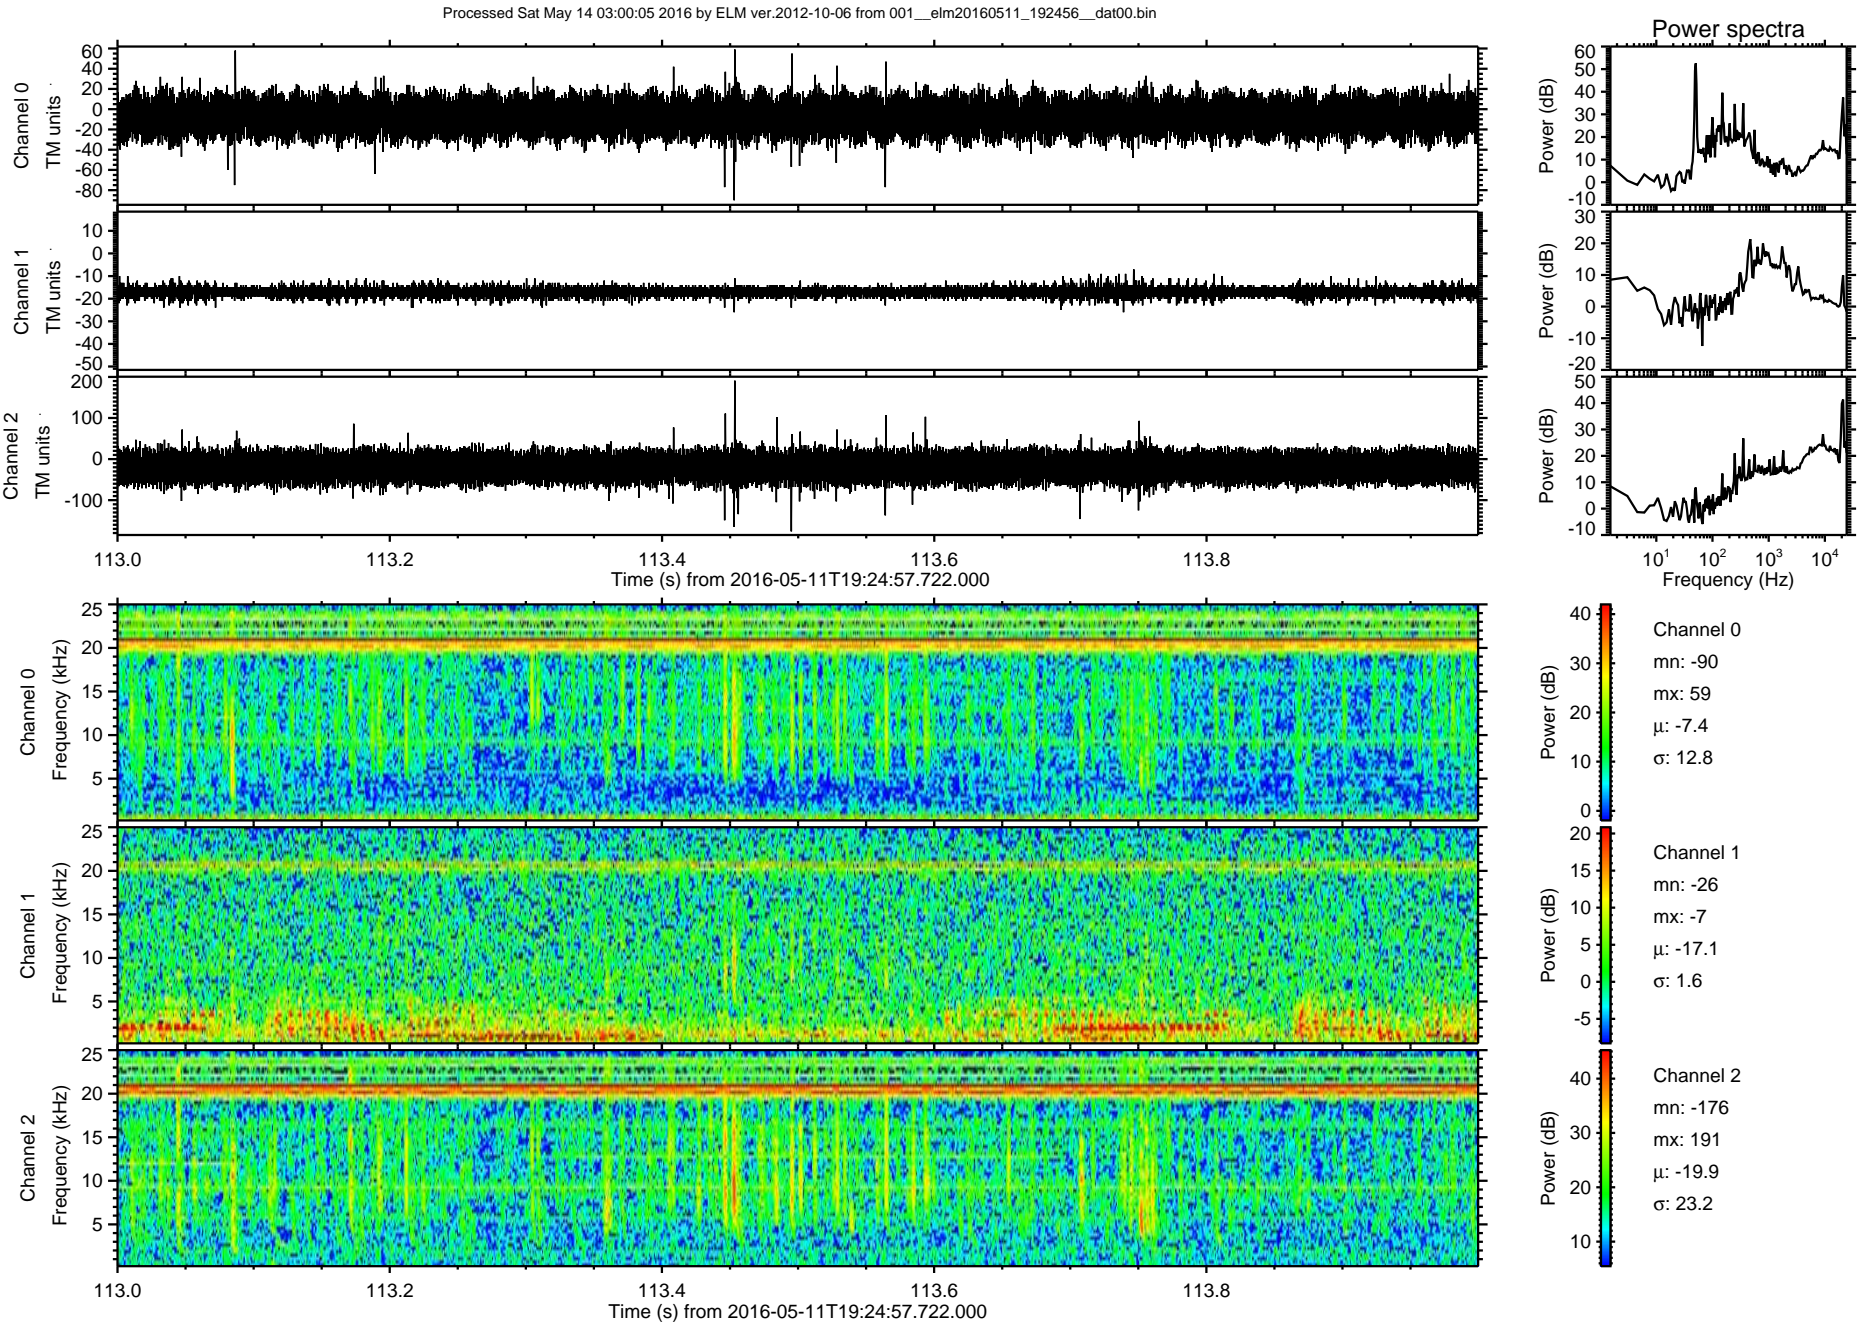 Processed Sat May 14 03:00:05 2016 by ELM ver.2012-10-06 from 001__elm20160511_192456__dat00.bin
Power spectra
Channel 0
TM units
60
40
20
0
-20
-40
-60
-80
Power (dB)
60
50
40
30
20
10
0
-10
Channel 1
TM units
10
0
-10
-20
-30
-40
-50
Power (dB)
30
20
10
0
-10
-20
Channel 2
TM units
200
100
0
-100
Power (dB)
50
40
30
20
10
0
-10
113.0 113.2 113.4 113.6 113.8
Time (s) from 2016-05-11T19:24:57.722.000
10¹ 10² 10³ 10⁴
Frequency (Hz)
Channel 0
Frequency (kHz)
25
20
15
10
5
Power (dB)
40
30
20
10
0
Channel 0
mn: -90
mx: 59
μ: -7.4
σ: 12.8
Channel 1
Frequency (kHz)
25
20
15
10
5
Power (dB)
20
15
10
5
0
-5
Channel 1
mn: -26
mx: -7
μ: -17.1
σ: 1.6
Channel 2
Frequency (kHz)
25
20
15
10
5
Power (dB)
40
30
20
10
Channel 2
mn: -176
mx: 191
μ: -19.9
σ: 23.2
113.0 113.2 113.4 113.6 113.8
Time (s) from 2016-05-11T19:24:57.722.000